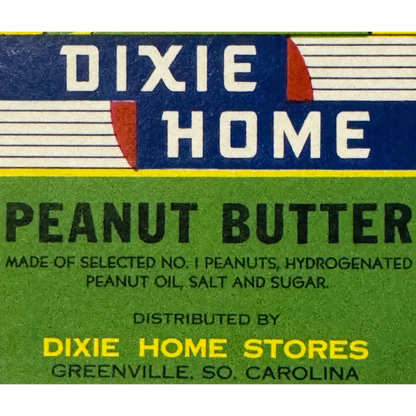 DIXIE
HOME
PEANUT BUTTER
MADE OF SELECTED NO. 1 PEANUTS, HYDROGENATED
PEANUT OIL, SALT AND SUGAR.
DISTRIBUTED BY
DIXIE HOME STORES
GREENVILLE, SO. CAROLINA